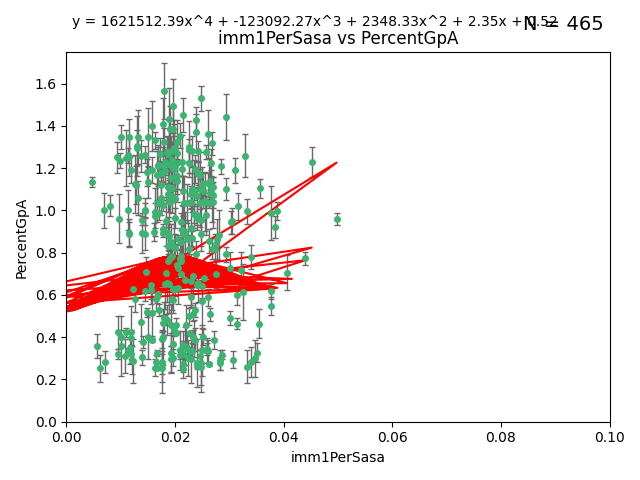 y = 1621512.39x^4 + -123092.27x^3 + 2348.33x^2 + 2.35x + 0.52
N = 465
imm1PerSasa vs PercentGpA
1.6
1.4
1.2
1.0
0.8
0.6
0.4
0.2
0.0
PercentGpA
0.00 0.02 0.04 0.06 0.08 0.10
imm1PerSasa